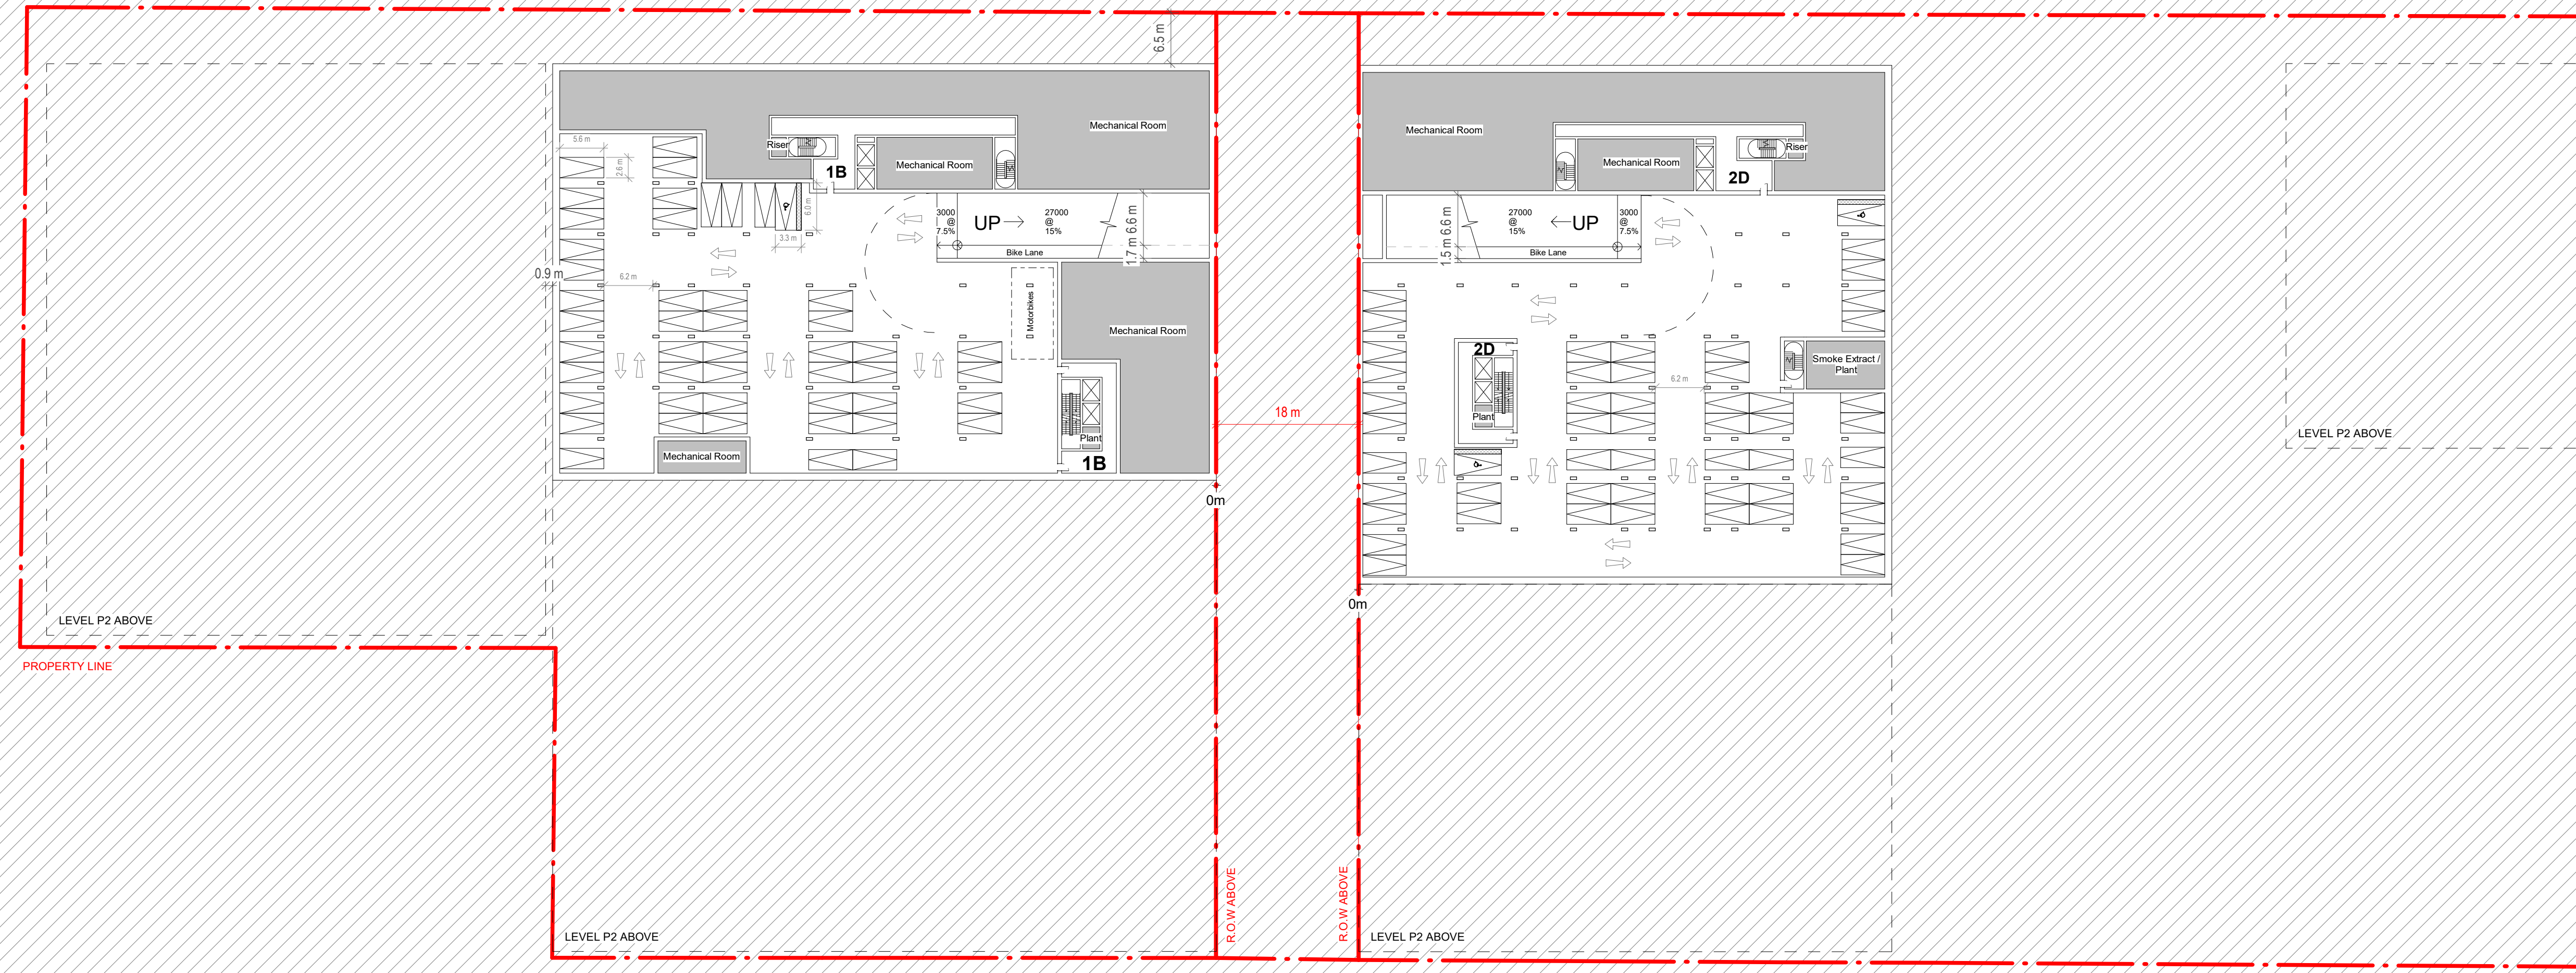 6.5 m
Mechanical Room
Mechanical Room
5.6 m
2.6 m
Riser
Mechanical Room
1B
Mechanical Room
2D
Riser
6.0 m
3.3 m
3000
@
7.5%
UP
27000
@
15%
6.6 m
1.7 m
Bike Lane
6.6 m
1.5 m
27000
@
15%
UP
3000
@
7.5%
Bike Lane
0.9 m
6.2 m
Motorbikes
Mechanical Room
2D
Smoke Extract /
Plant
6.2 m
18 m
Plant
Plant
Mechanical Room
1B
LEVEL P2 ABOVE
0m
0m
LEVEL P2 ABOVE
PROPERTY LINE
R.O.W ABOVE
R.O.W ABOVE
LEVEL P2 ABOVE
LEVEL P2 ABOVE